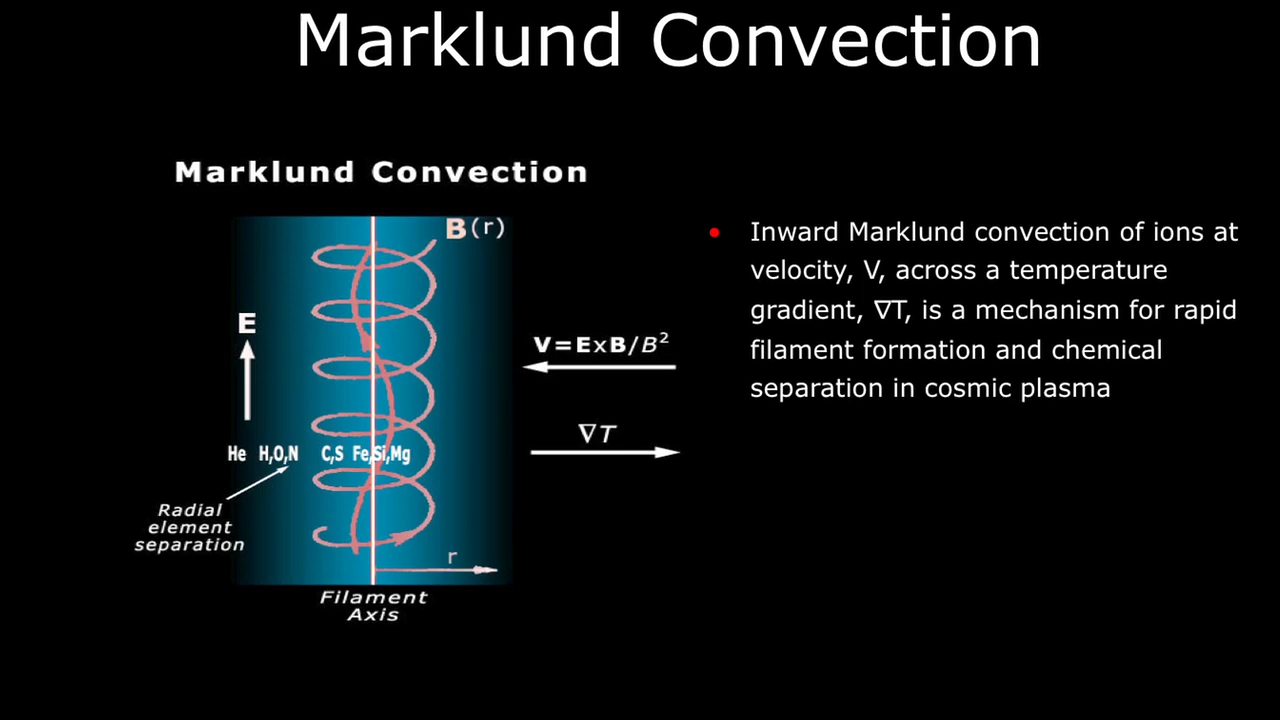 Marklund Convection
Marklund Convection
B(r)
E
V=ExB/B²
∇T
He H,O,N C,S Fe,Si,Mg
Radial
element
separation
r
Filament
Axis
• Inward Marklund convection of ions at
velocity, V, across a temperature
gradient, ∇T, is a mechanism for rapid
filament formation and chemical
separation in cosmic plasma